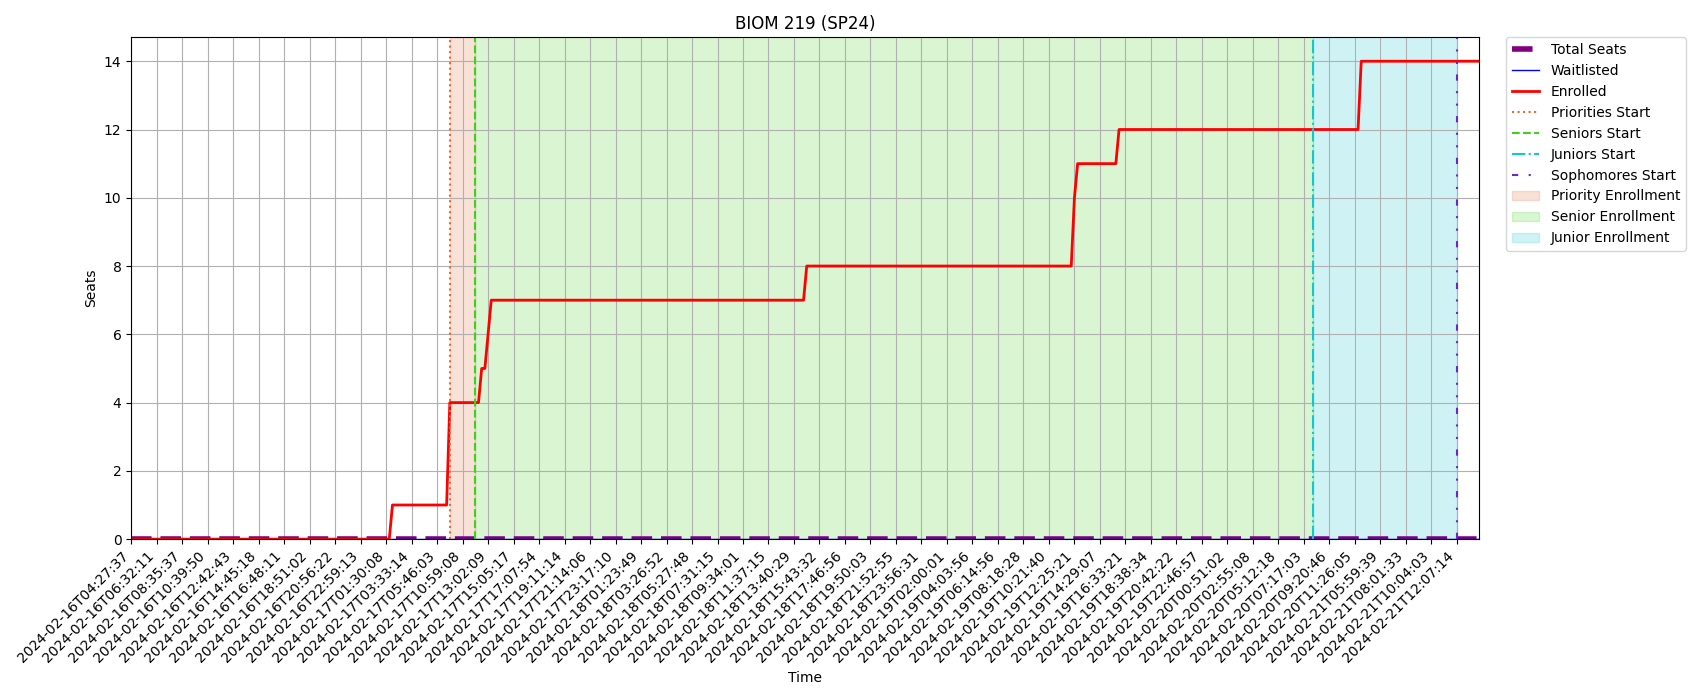 BIOM 219 (SP24)
Total Seats
Waitlisted
Enrolled
Priorities Start
Seniors Start
Juniors Start
Sophomores Start
Priority Enrollment
Senior Enrollment
Junior Enrollment
Seats
14
12
10
8
6
4
2
0
2024-02-16T04:27:37
2024-02-16T06:32:11
2024-02-16T08:35:37
2024-02-16T10:39:50
2024-02-16T12:42:43
2024-02-16T14:45:18
2024-02-16T16:48:11
2024-02-16T18:51:02
2024-02-16T20:56:22
2024-02-16T22:59:13
2024-02-17T01:30:08
2024-02-17T03:33:14
2024-02-17T05:46:03
2024-02-17T10:59:08
2024-02-17T13:02:09
2024-02-17T15:05:17
2024-02-17T17:07:54
2024-02-17T19:11:14
2024-02-17T21:14:06
2024-02-17T23:17:10
2024-02-18T01:23:49
2024-02-18T03:26:52
2024-02-18T05:27:48
2024-02-18T07:31:15
2024-02-18T09:34:01
2024-02-18T11:37:15
2024-02-18T13:40:29
2024-02-18T15:43:32
2024-02-18T17:46:56
2024-02-18T19:50:03
2024-02-18T21:52:55
2024-02-18T23:56:31
2024-02-19T02:00:01
2024-02-19T04:03:56
2024-02-19T06:14:56
2024-02-19T08:18:28
2024-02-19T10:21:40
2024-02-19T12:25:21
2024-02-19T14:29:07
2024-02-19T16:33:21
2024-02-19T18:38:34
2024-02-19T20:42:22
2024-02-19T22:46:57
2024-02-20T00:51:02
2024-02-20T02:55:08
2024-02-20T05:12:18
2024-02-20T07:17:03
2024-02-20T09:20:46
2024-02-20T11:26:05
2024-02-21T05:59:39
2024-02-21T08:01:33
2024-02-21T10:04:03
2024-02-21T12:07:14
Time